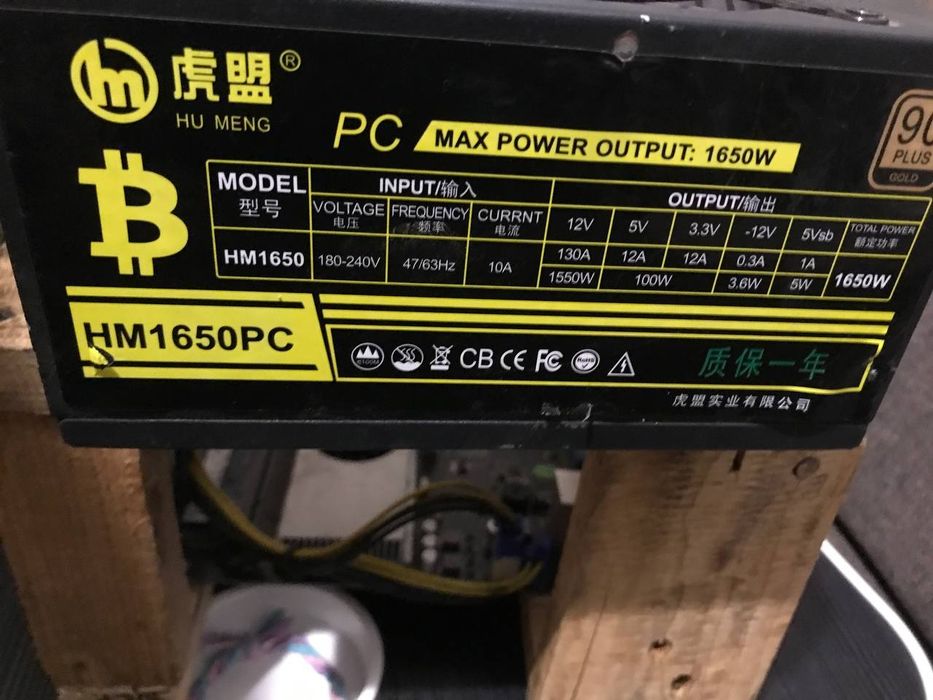 虎盟®
HU MENG
PC MAX POWER OUTPUT: 1650W
90
PLUS
GOLD
MODEL
型号
INPUT/输入
OUTPUT/输出
VOLTAGE
电压
FREQUENCY
频率
CURRNT
电流
12V 5V 3.3V -12V 5Vsb
TOTAL POWER
额定功率
HM1650 180-240V 47/63Hz 10A
130A 12A 12A 0.3A 1A
1550W 100W 3.6W 5W
1650W
HM1650PC
CB CE FC
RoHS
质保一年
虎盟实业有限公司